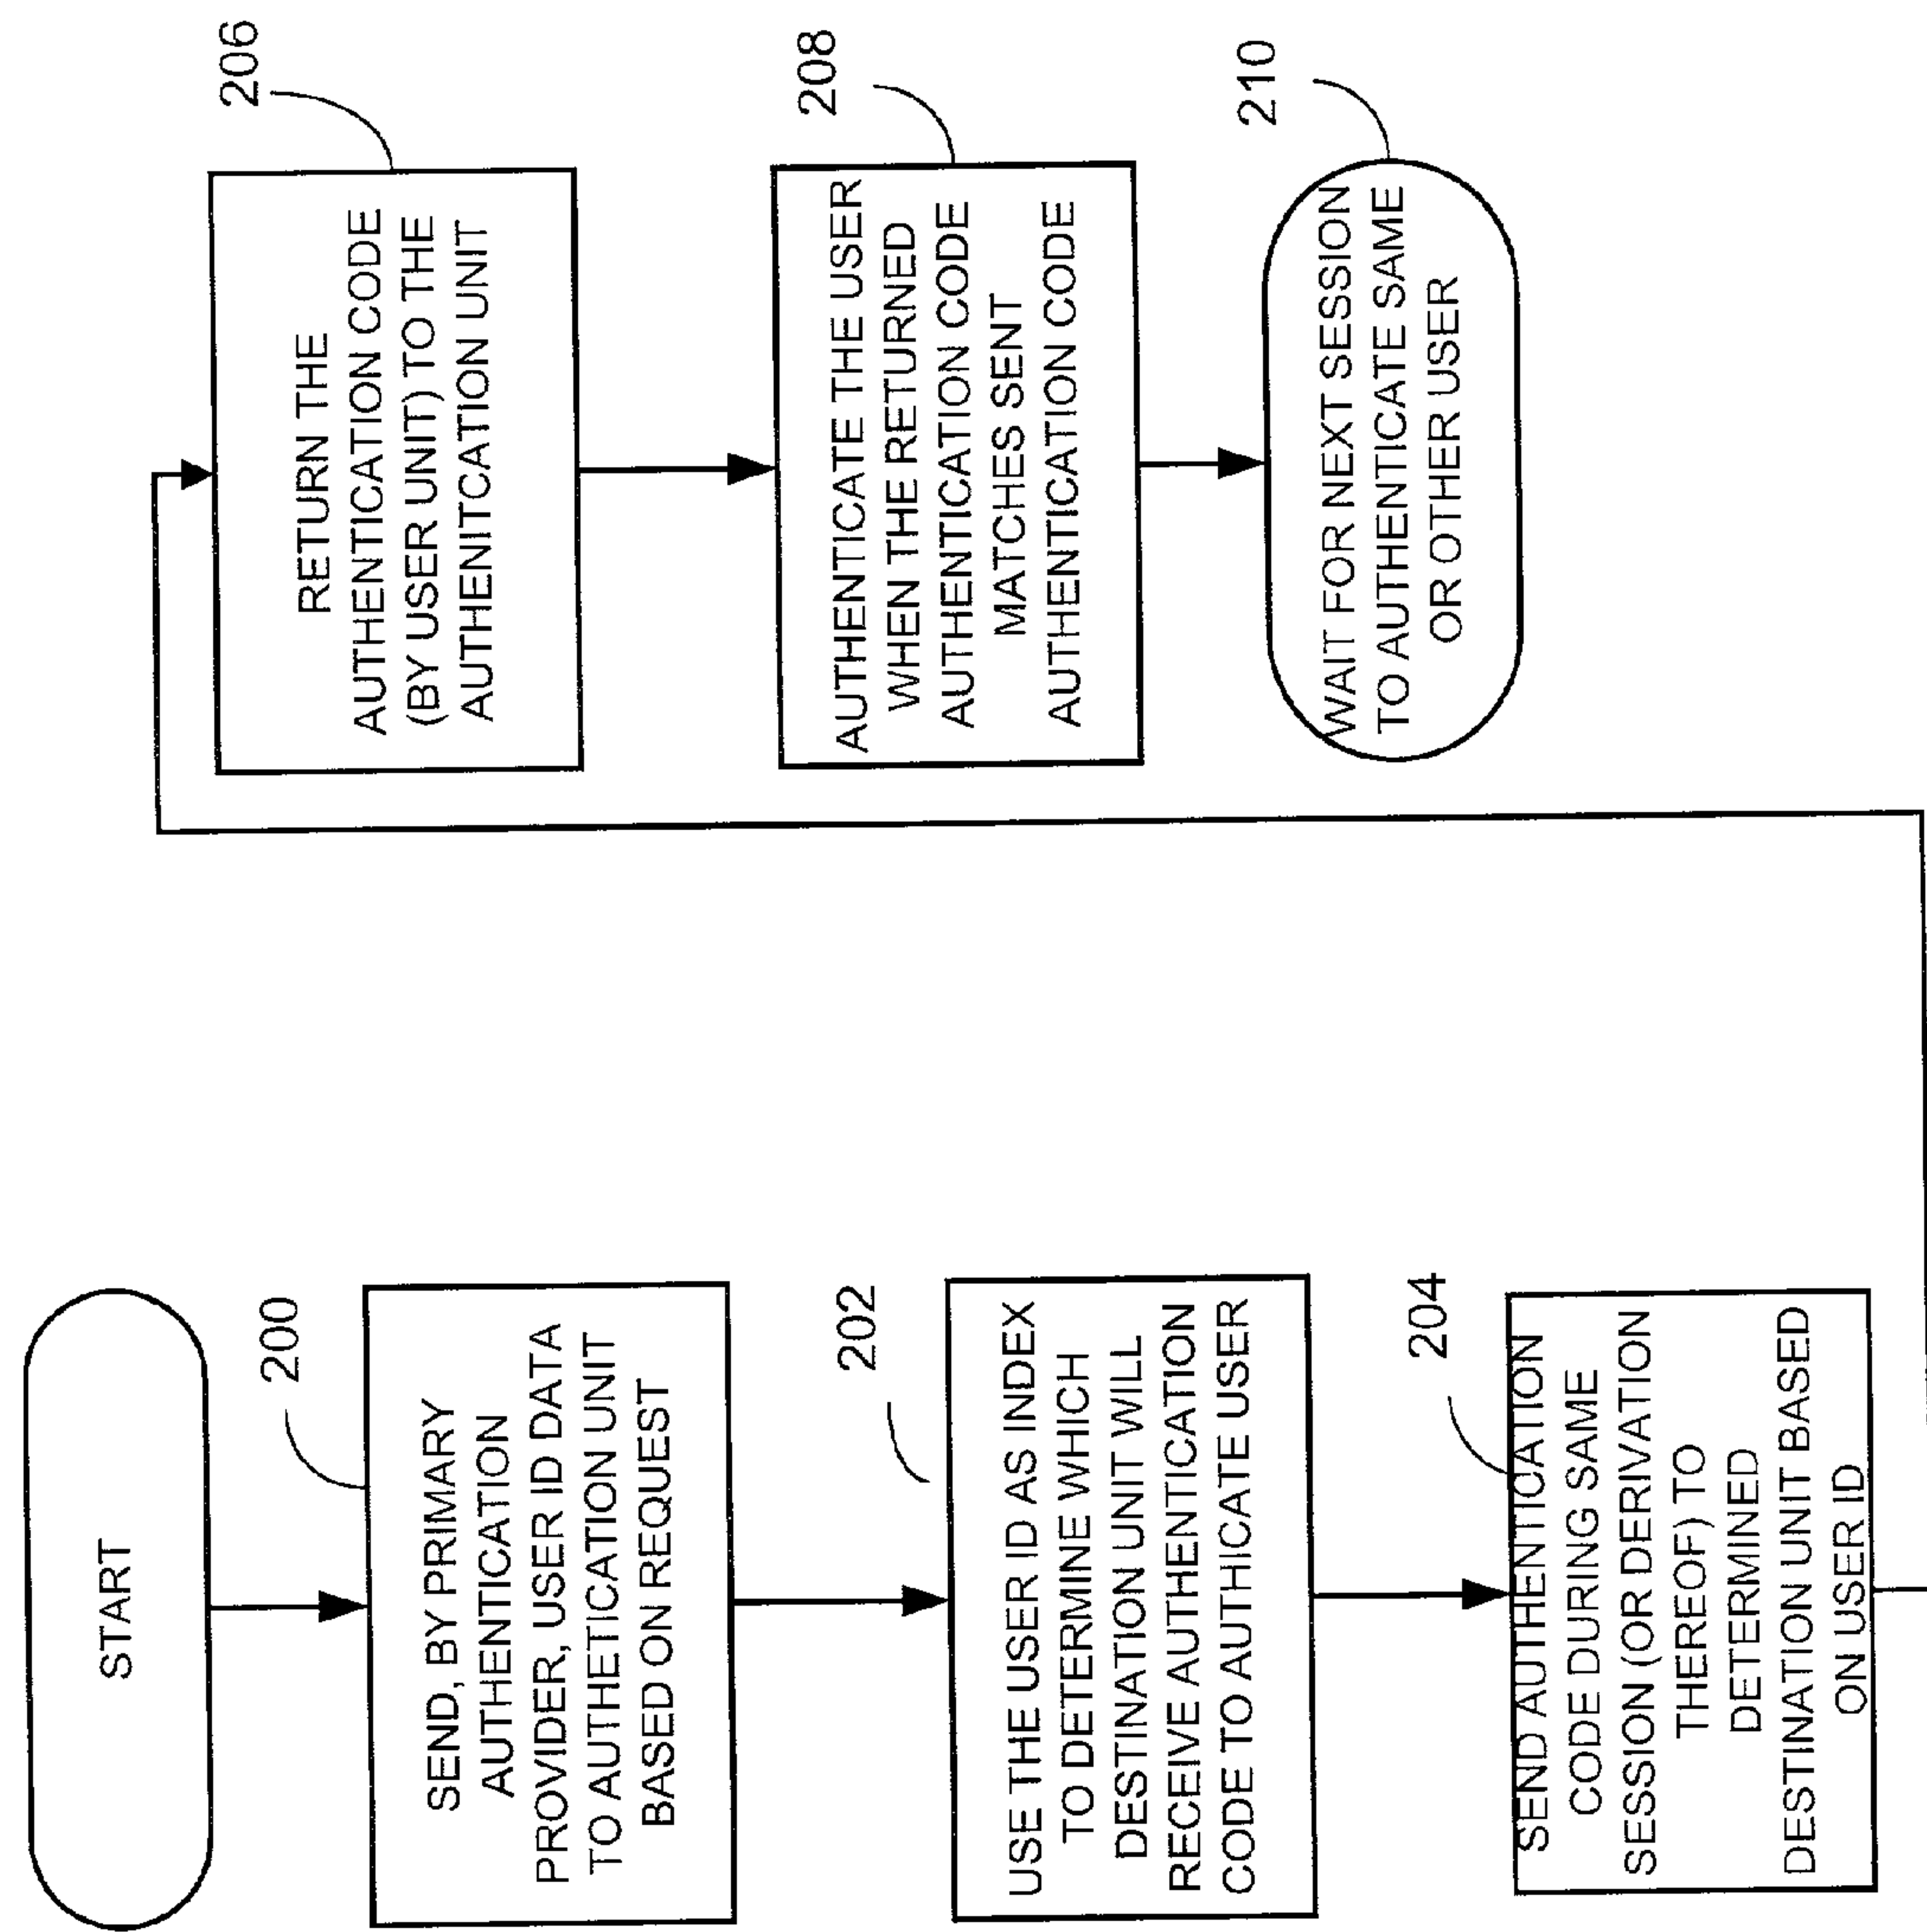 START
200
SEND, BY PRIMARY
AUTHENTICATION
PROVIDER, USER ID DATA
TO AUTHETICATION UNIT
BASED ON REQUEST
202
USE THE USER ID AS INDEX
TO DETERMINE WHICH
DESTINATION UNIT WILL
RECEIVE AUTHENTICATION
CODE TO AUTHICATE USER
204
SEND AUTHENTICATION
CODE DURING SAME
SESSION (OR DERIVATION
THEREOF) TO
DETERMINED
DESTINATION UNIT BASED
ON USER ID
206
RETURN THE
AUTHENTICATION CODE
(BY USER UNIT) TO THE
AUTHENITCATION UNIT
208
AUTHENTICATE THE USER
WHEN THE RETURNED
AUTHENTICATION CODE
MATCHES SENT
AUTHENTICATION CODE
210
WAIT FOR NEXT SESSION
TO AUTHENTICATE SAME
OR OTHER USER